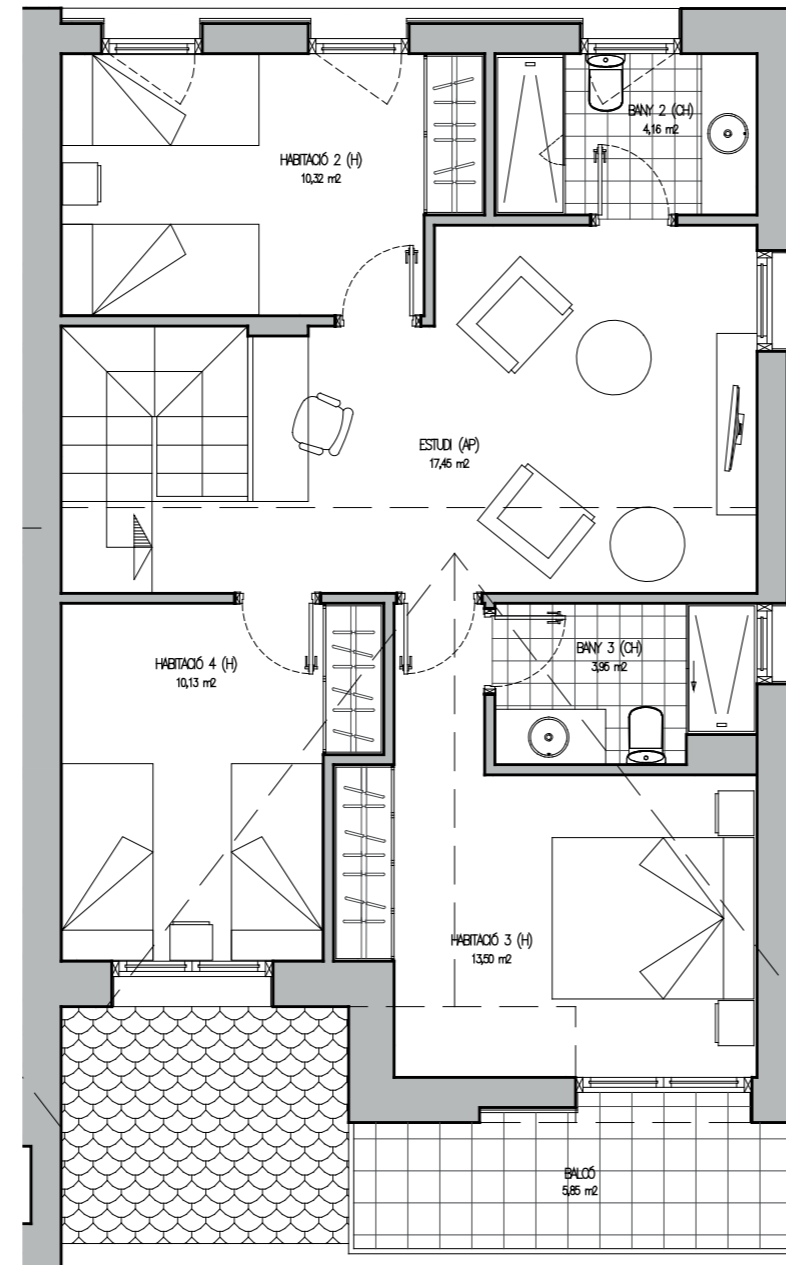 HABITACIÓ 2 (H)
10,32 m2
BANY 2 (CH)
4,16 m2
ESTUDI (AP)
17,45 m2
HABITACIÓ 4 (H)
10,13 m2
BANY 3 (CH)
3,95 m2
HABITACIÓ 3 (H)
13,50 m2
BALCÓ
5,85 m2